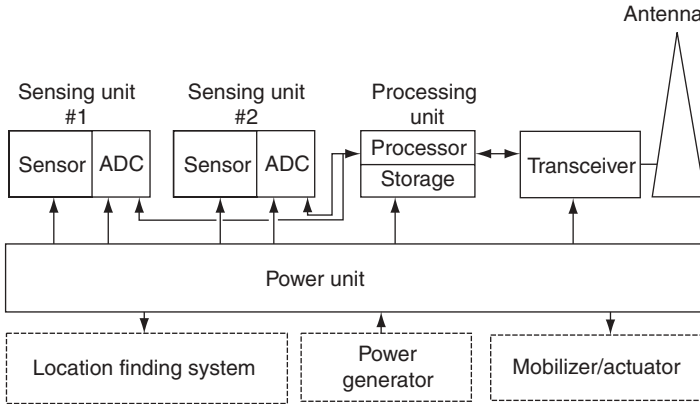 Antenna
Sensing unit
#1
Sensing unit
#2
Processing
unit
Sensor
ADC
Sensor
ADC
Processor
Storage
Transceiver
Power unit
Location finding system
Power
generator
Mobilizer/actuator